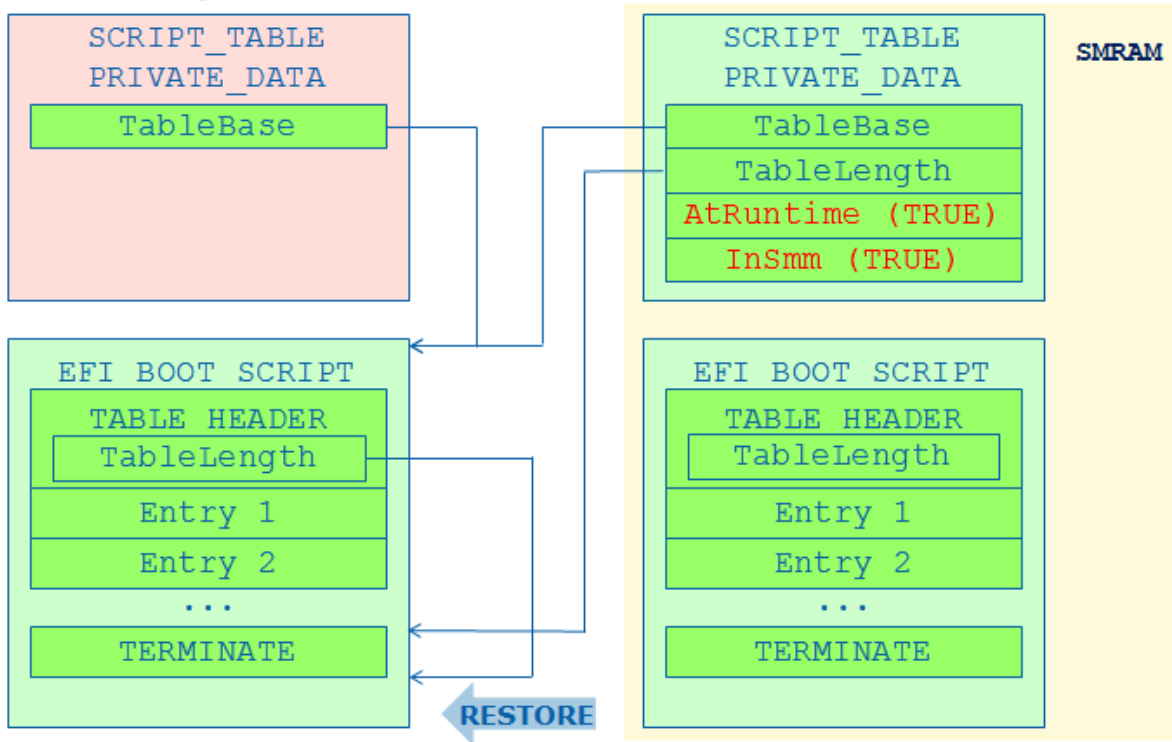 SCRIPT_TABLE
PRIVATE_DATA
TableBase
SCRIPT_TABLE
PRIVATE_DATA
TableBase
TableLength
AtRuntime (TRUE)
InSmm (TRUE)
SMRAM
EFI BOOT SCRIPT
TABLE HEADER
TableLength
Entry 1
Entry 2
...
TERMINATE
RESTORE
EFI BOOT SCRIPT
TABLE HEADER
TableLength
Entry 1
Entry 2
...
TERMINATE